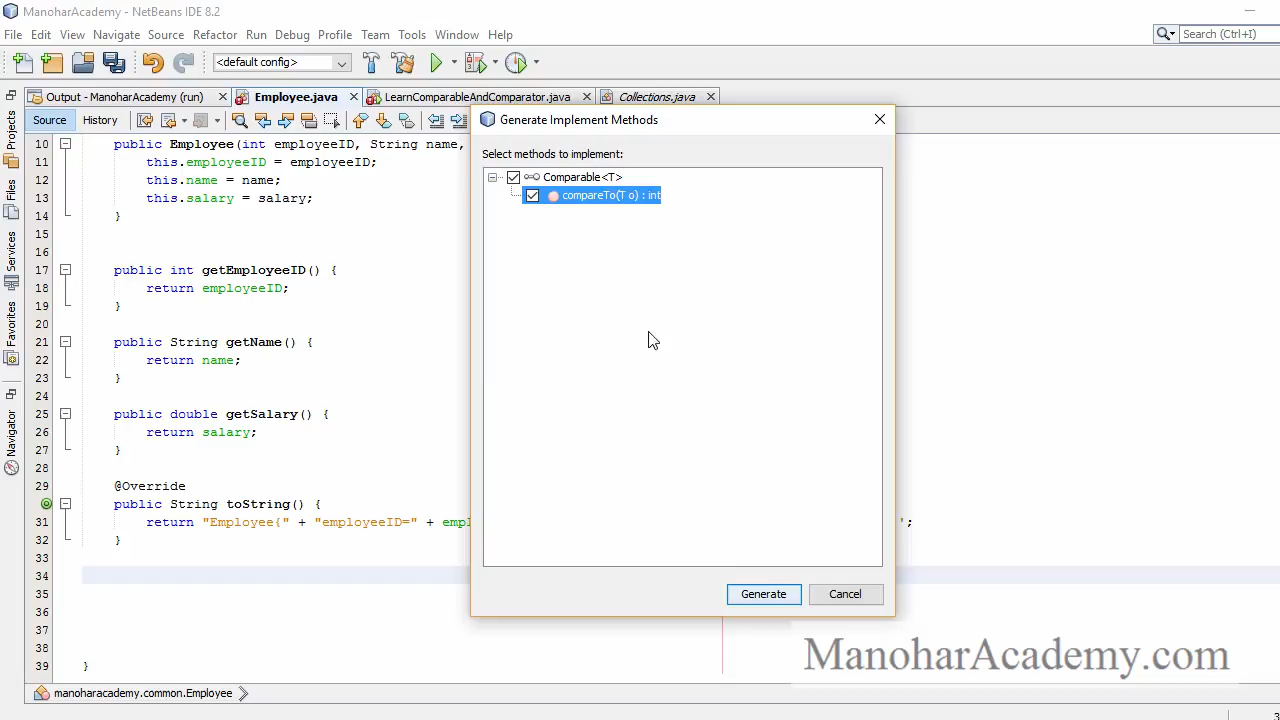 ManoharAcademy - NetBeans IDE 8.2
File Edit View Navigate Source Refactor Run Debug Profile Team Tools Window Help
Search (Ctrl+I)
<default config>
Output - ManoharAcademy (run) Employee.java LearnComparableAndComparator.java Collections.java
Source History
Projects
Files
Services
Favorites
Navigator
10 public Employee(int employeeID, String name,
11 this.employeeID = employeeID;
12 this.name = name;
13 this.salary = salary;
14 }
15
16
17 public int getEmployeeID() {
18 return employeeID;
19 }
20
21 public String getName() {
22 return name;
23 }
24
25 public double getSalary() {
26 return salary;
27 }
28
29 @Override
public String toString() {
31 return "Employee{" + "employeeID=" + empl
';
32 }
33
34
35
36
37
38
39 }
Generate Implement Methods
Select methods to implement:
Comparable<T>
compareTo(T o) : int
Generate Cancel
ManoharAcademy.com
manoharacademy.common.Employee